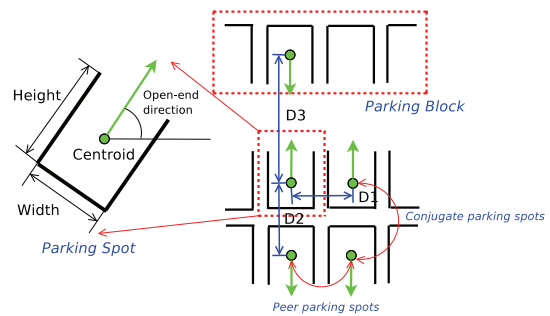 Height
Open-end
direction
Centroid
Width
Parking Spot
Parking Block
D3
D1
D2
Conjugate parking spots
Peer parking spots